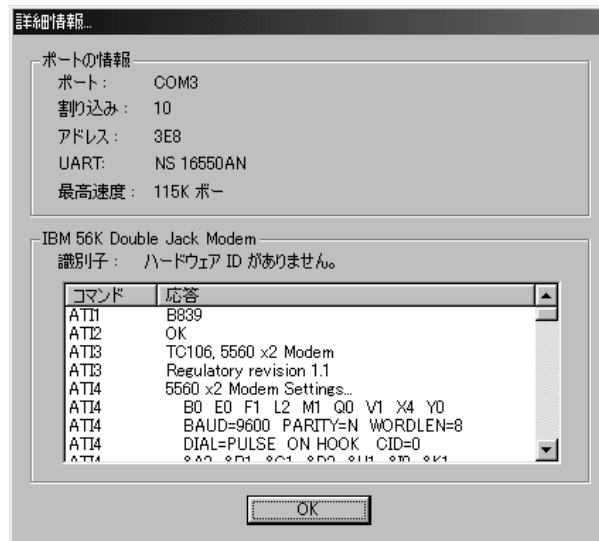 詳細情報...
ポートの情報
ポート： COM3
割り込み： 10
アドレス： 3E8
UART: NS 16550AN
最高速度： 115K ボー
IBM 56K Double Jack Modem
識別子： ハードウェア ID がありません。
コマンド 応答
ATI1 B839
ATI2 OK
ATI3 TC106, 5560 x2 Modem
ATI3 Regulatory revision 1.1
ATI4 5560 x2 Modem Settings...
ATI4 B0 E0 F1 L2 M1 Q0 V1 X4 Y0
ATI4 BAUD=9600 PARITY=N WORDLEN=8
ATI4 DIAL=PULSE ON HOOK CID=0
OK